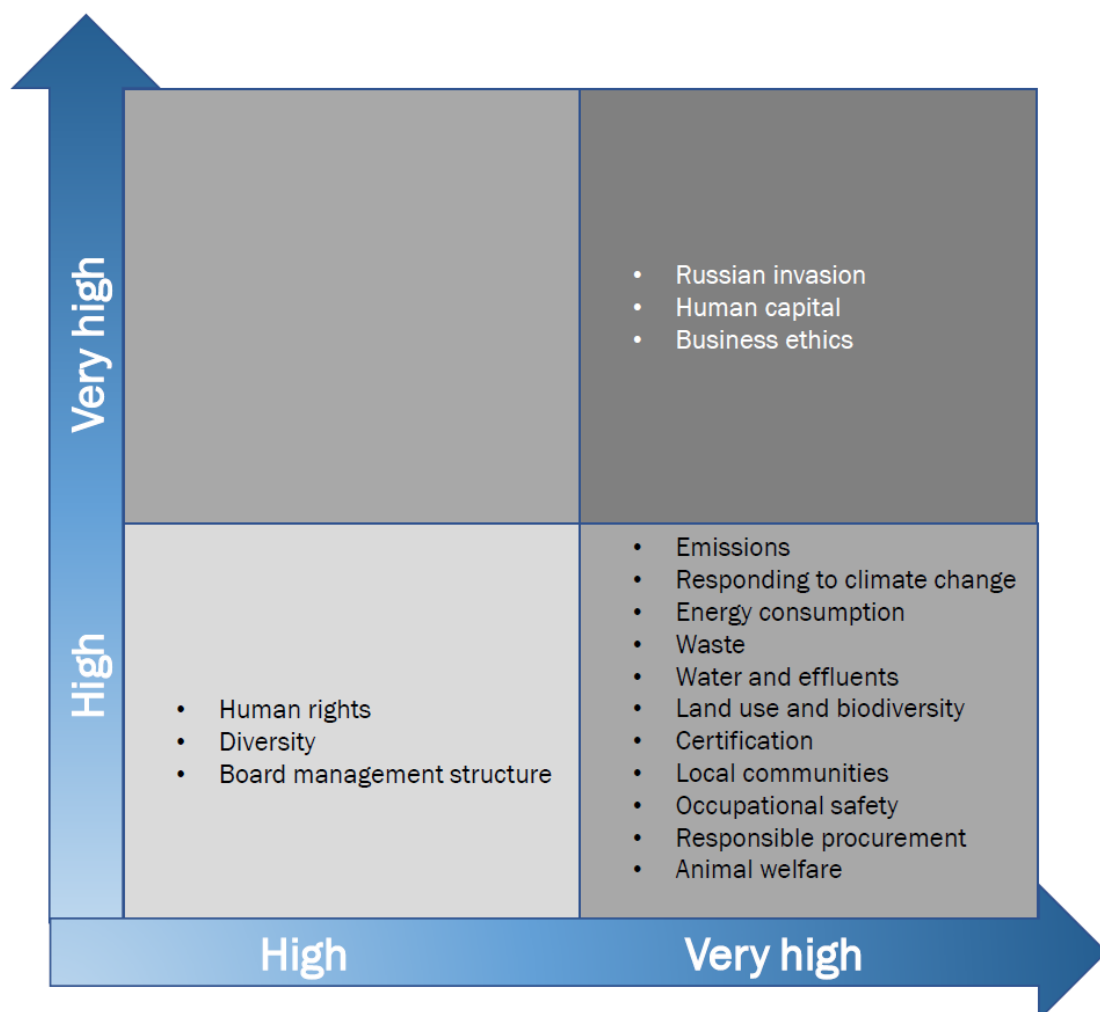 Very high
• Russian invasion
• Human capital
• Business ethics
High
• Human rights
• Diversity
• Board management structure
• Emissions
• Responding to climate change
• Energy consumption
• Waste
• Water and effluents
• Land use and biodiversity
• Certification
• Local communities
• Occupational safety
• Responsible procurement
• Animal welfare
High
Very high